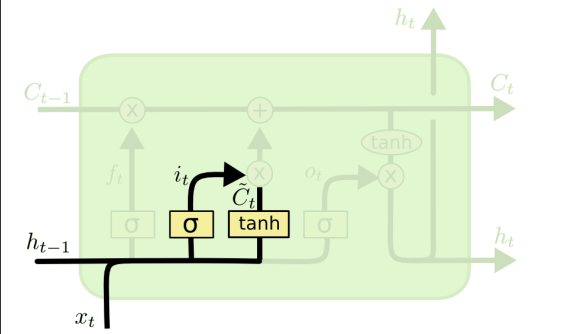 h_t
C_{t-1} x + C_t
tanh
f_t i_t x o_t x
C̃_t
σ σ tanh σ
h_{t-1} h_t
x_t